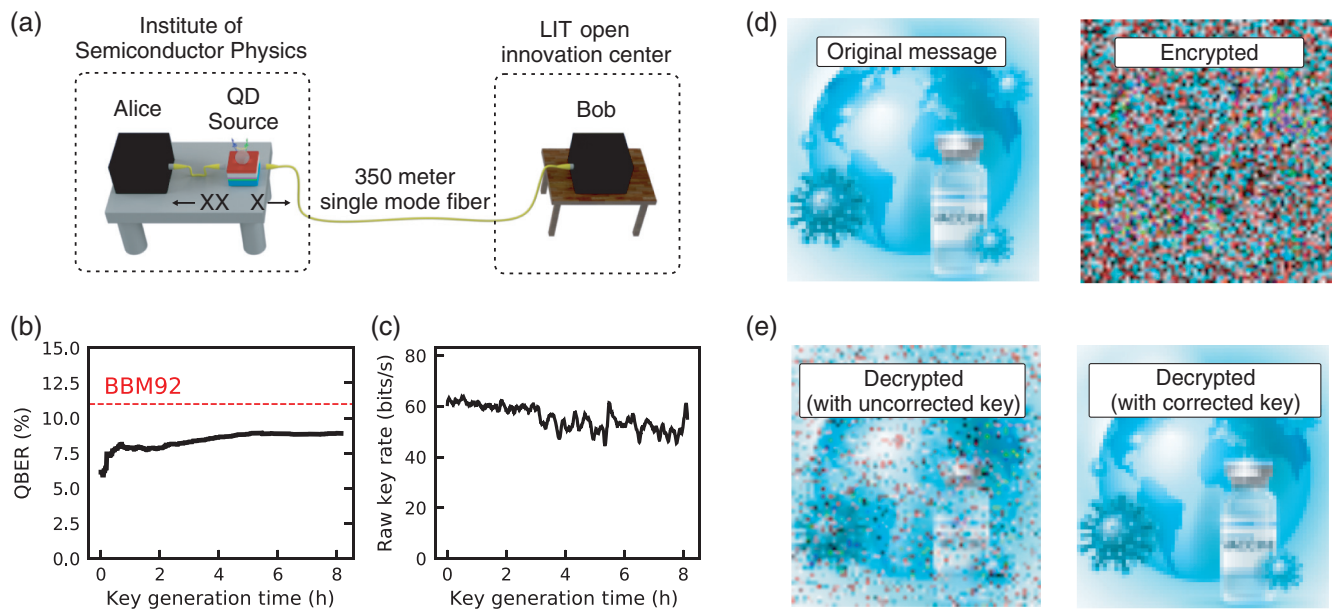 (a)
Institute of
Semiconductor Physics
LIT open
innovation center
Alice
QD
Source
Bob
350 meter
single mode fiber
XX
X
(b)
15.0
12.5
10.0
7.5
5.0
2.5
0.0
QBER (%)
BBM92
0 2 4 6 8
Key generation time (h)
(c)
80
60
40
20
0
Raw key rate (bits/s)
0 2 4 6 8
Key generation time (h)
(d)
Original message
VACCINE
Encrypted
(e)
Decrypted
(with uncorrected key)
Decrypted
(with corrected key)
VACCINE